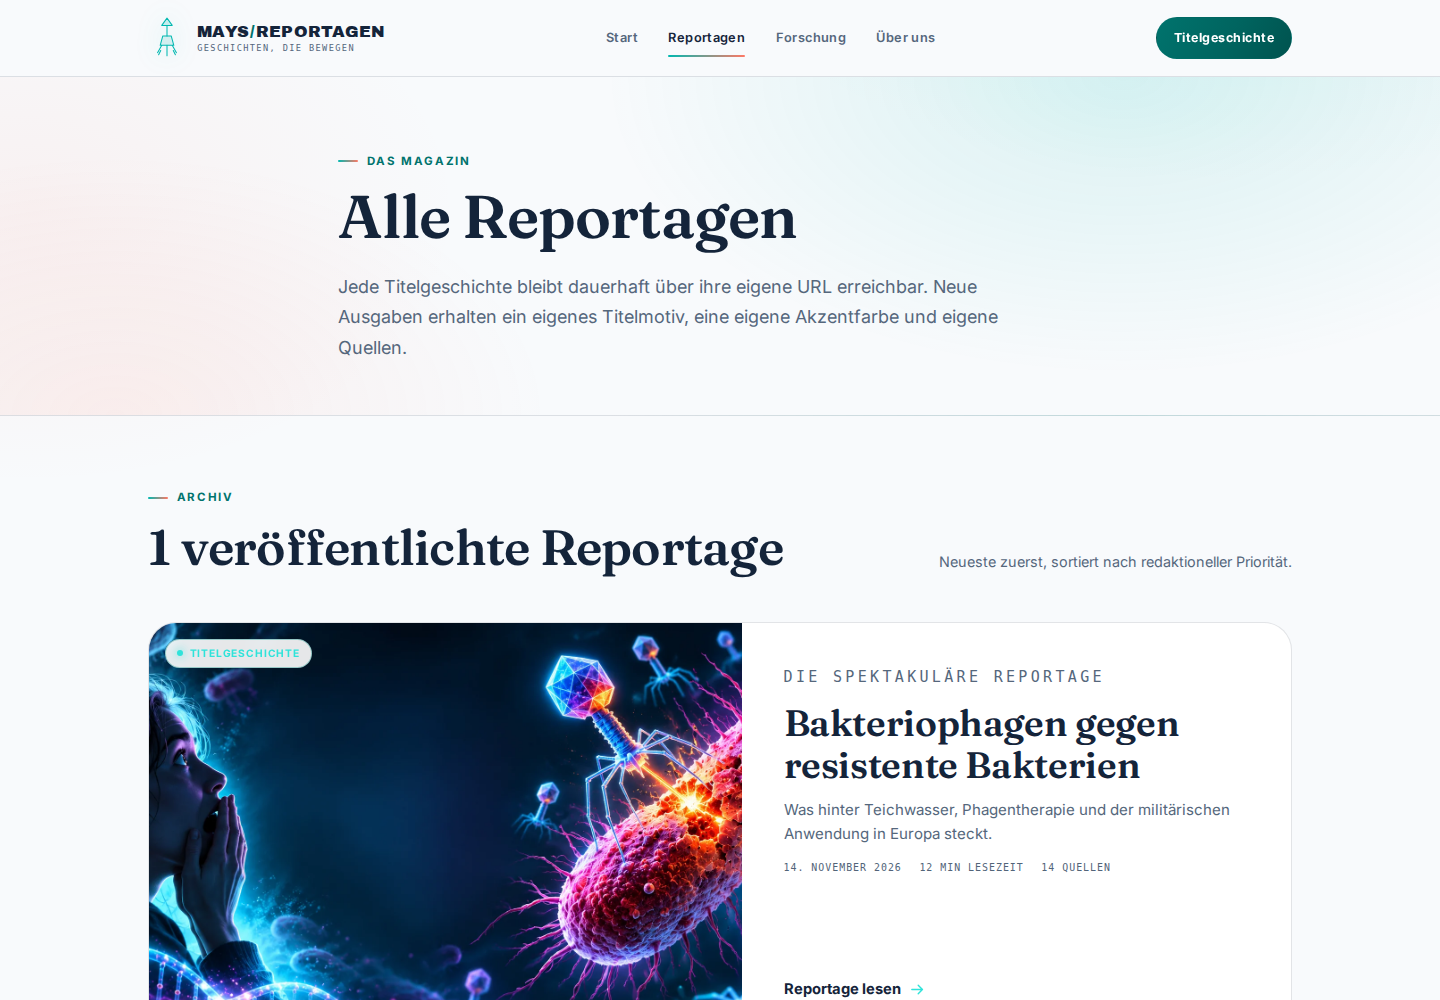 MAYS/REPORTAGEN
GESCHICHTEN, DIE BEWEGEN
Start
Reportagen
Forschung
Über uns
Titelgeschichte
DAS MAGAZIN
Alle Reportagen
Jede Titelgeschichte bleibt dauerhaft über ihre eigene URL erreichbar. Neue
Ausgaben erhalten ein eigenes Titelmotiv, eine eigene Akzentfarbe und eigene
Quellen.
ARCHIV
1 veröffentlichte Reportage
Neueste zuerst, sortiert nach redaktioneller Priorität.
TITELGESCHICHTE
DIE SPEKTAKULÄRE REPORTAGE
Bakteriophagen gegen
resistente Bakterien
Was hinter Teichwasser, Phagentherapie und der militärischen
Anwendung in Europa steckt.
14. NOVEMBER 2026
12 MIN LESEZEIT
14 QUELLEN
Reportage lesen →